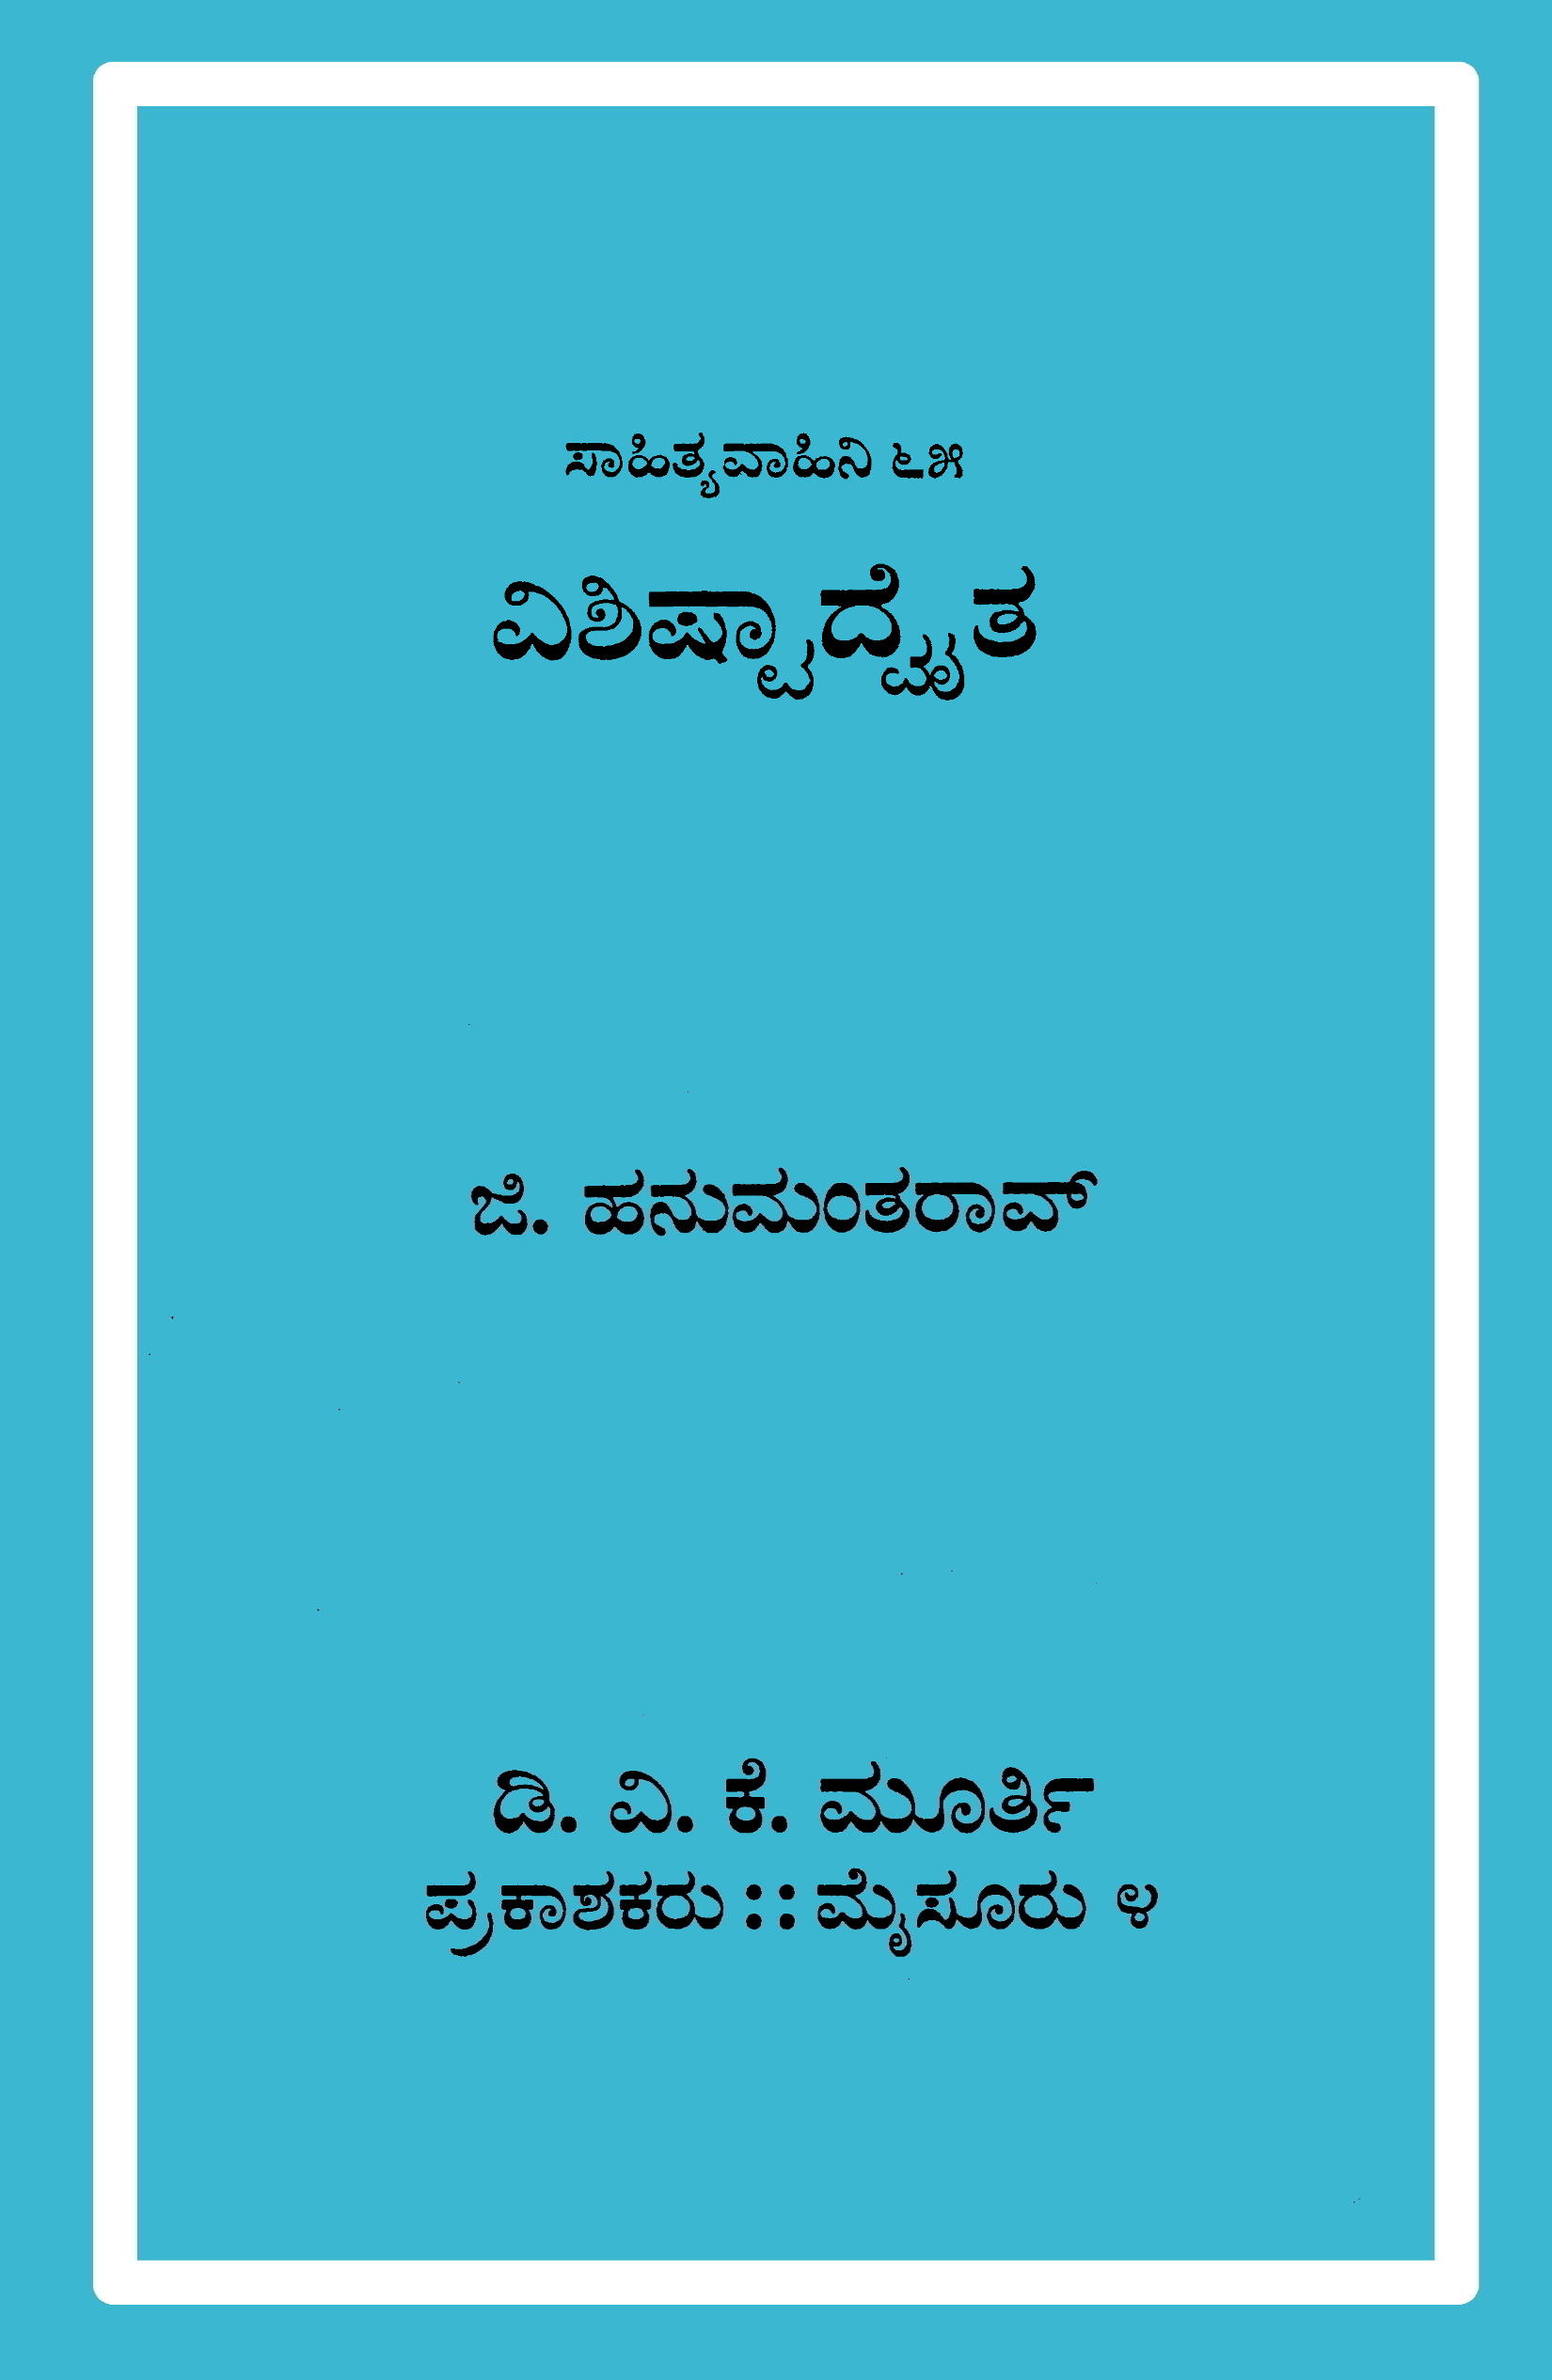 ಸಾಹಿತ್ಯವಾಹಿನಿ ೬೫
ವಿಶಿಷ್ಟಾದ್ವೈತ
ಜಿ. ಹನುಮಂತರಾವ್
ಡಿ. ವಿ. ಕೆ. ಮೂರ್ತಿ
ಪ್ರಕಾಶಕರು :: ಮೈಸೂರು ೪